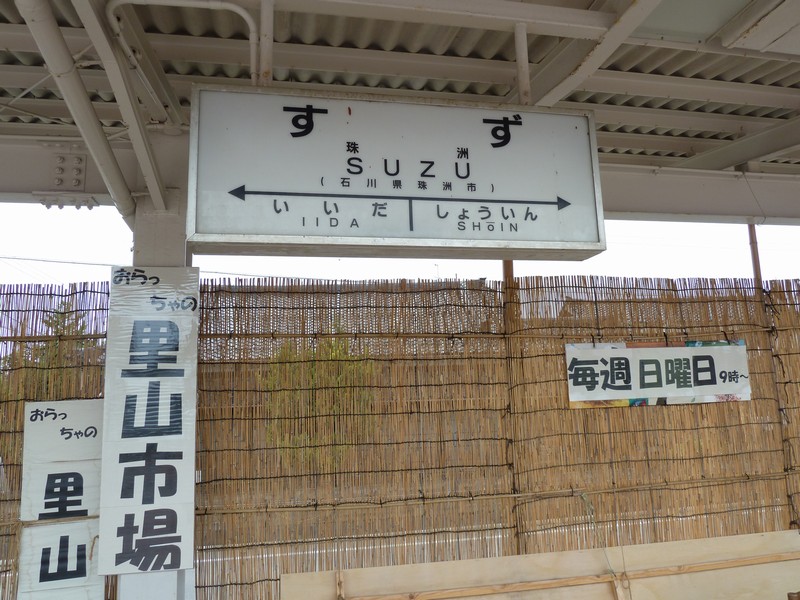 すず
珠洲
SUZU
(石川県珠洲市)
いいだ
IIDA
しょういん
SHōIN
おらっ
ちゃの
里山市場
おらっ
ちゃの
里山
毎週日曜日9時~